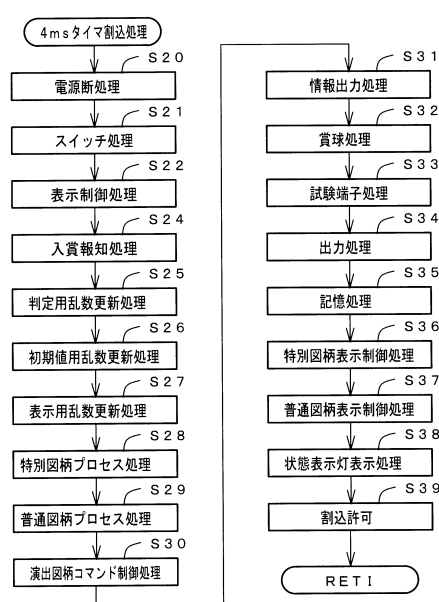 4msタイマ割込処理
S20
電源断処理
S21
スイッチ処理
S22
表示制御処理
S24
入賞報知処理
S25
判定用乱数更新処理
S26
初期値用乱数更新処理
S27
表示用乱数更新処理
S28
特別図柄プロセス処理
S29
普通図柄プロセス処理
S30
演出図柄コマンド制御処理
S31
情報出力処理
S32
賞球処理
S33
試験端子処理
S34
出力処理
S35
記憶処理
S36
特別図柄表示制御処理
S37
普通図柄表示制御処理
S38
状態表示灯表示処理
S39
割込許可
RETI